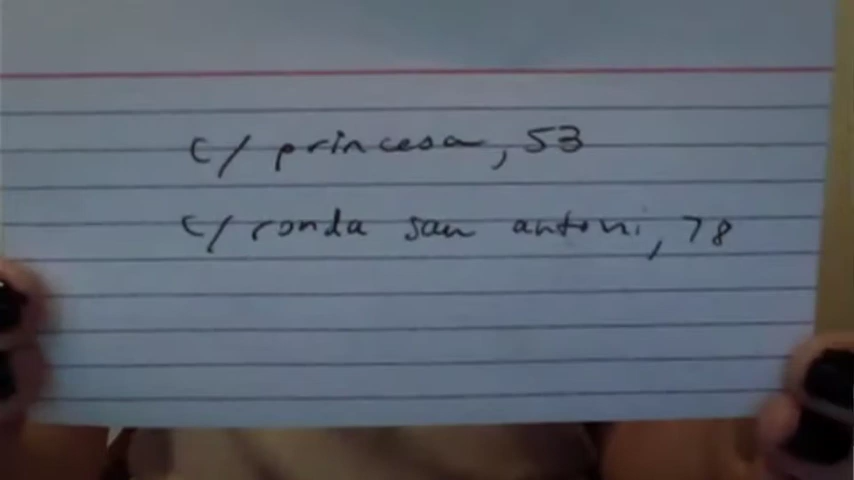 c/ princesa, 53
c/ ronda san antoni, 78